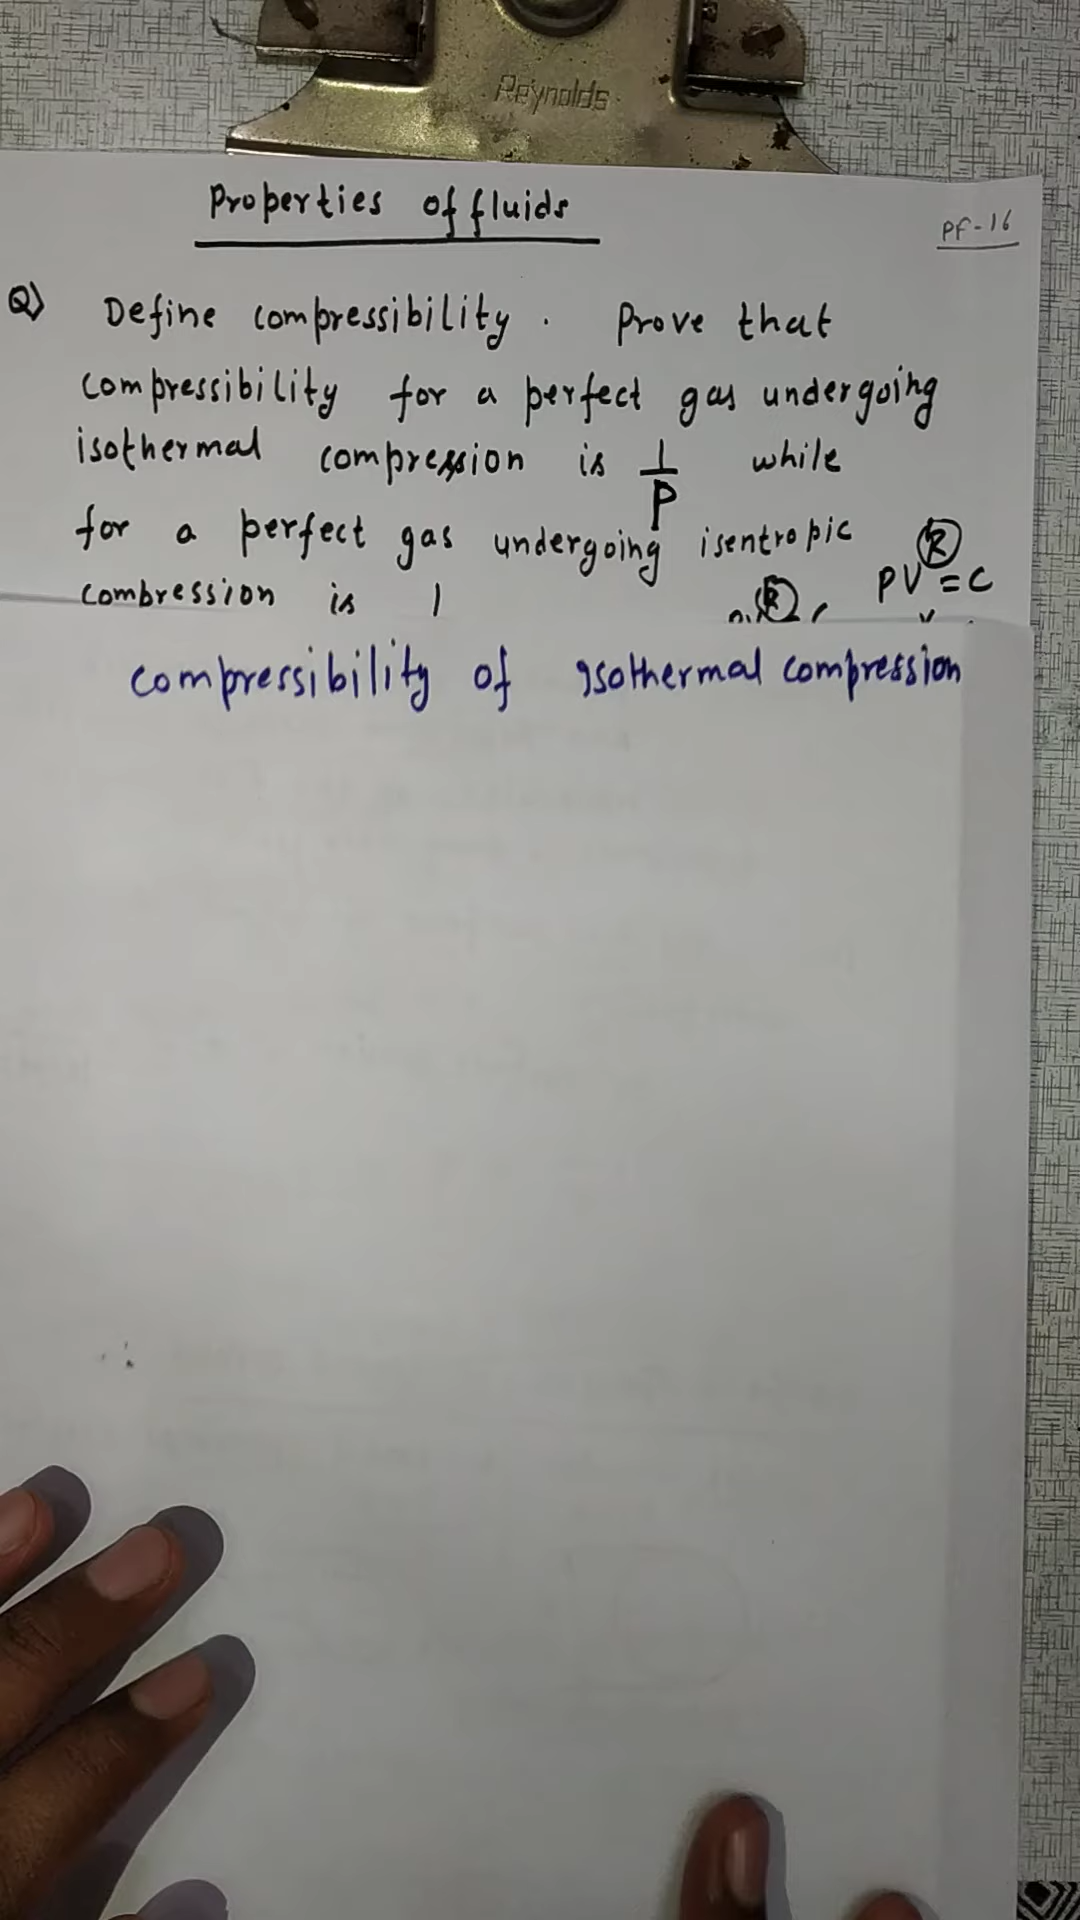 Reynolds
Properties of fluids
PF-16
Q) Define compressibility. Prove that
compressibility for a perfect gas undergoing
isothermal compression is 1/P while
for a perfect gas undergoing isentropic
compression is 1
PV^k = C
compressibility of Isothermal compression